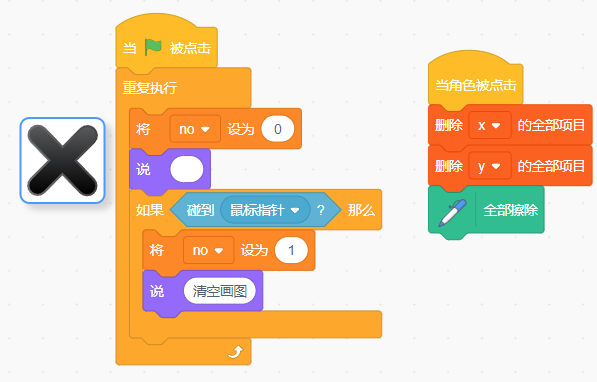 当 被点击
重复执行
将 no 设为 0
说
如果 碰到 鼠标指针 ? 那么
将 no 设为 1
说 清空画图
当角色被点击
删除 x 的全部项目
删除 y 的全部项目
全部擦除